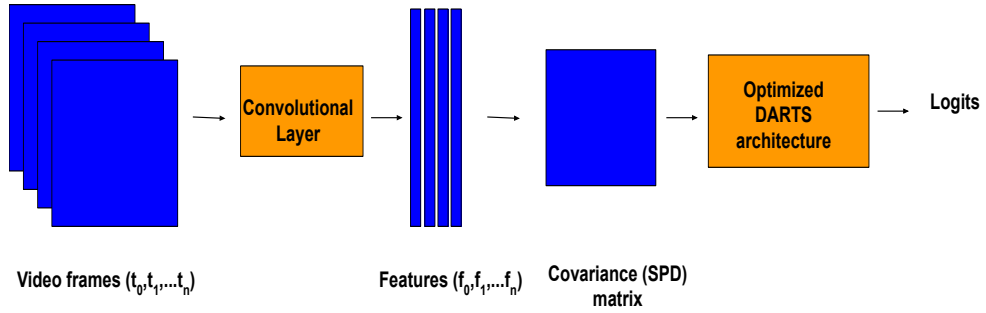 Convolutional
Layer
Optimized
DARTS
architecture
Logits
Video frames (t0,t1,...tn)
Features (f0,f1,...fn)
Covariance (SPD)
matrix